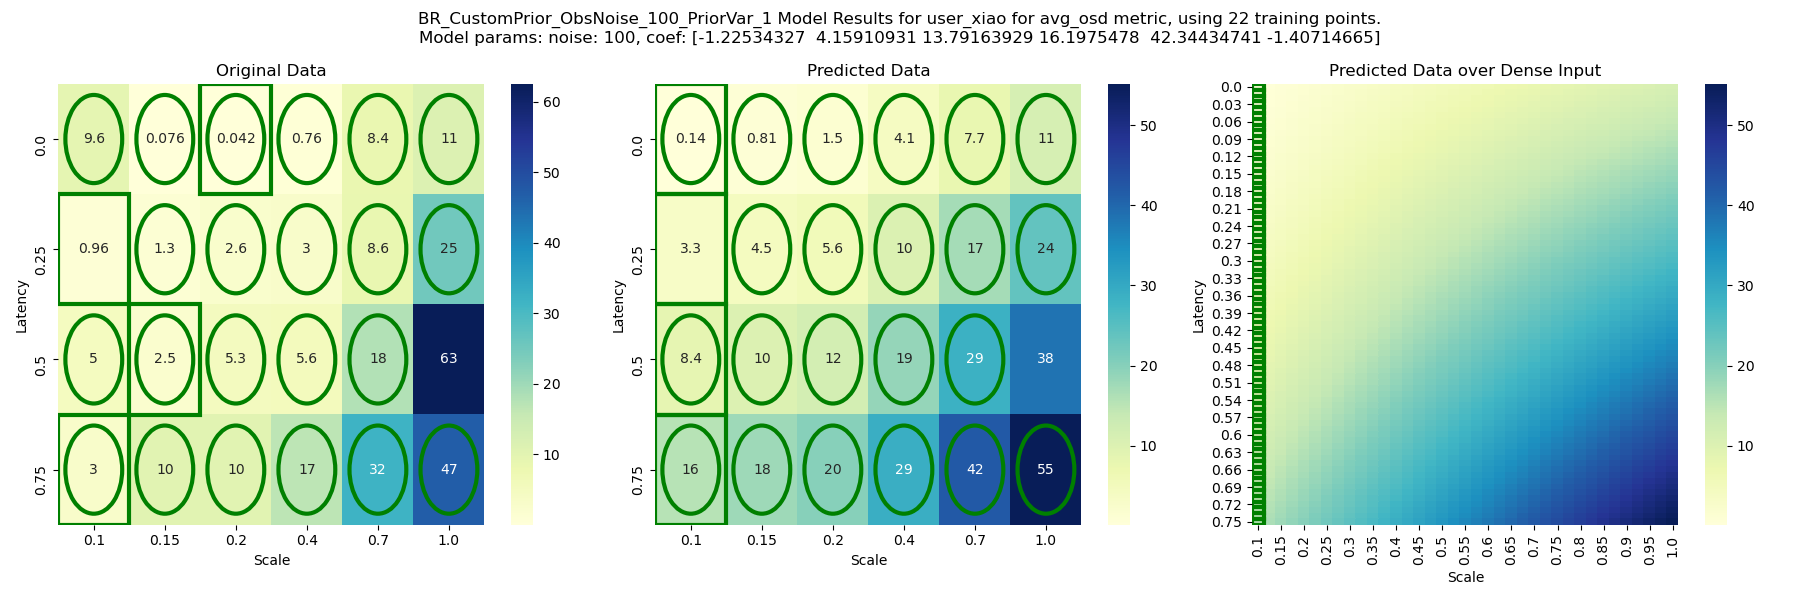 BR_CustomPrior_ObsNoise_100_PriorVar_1 Model Results for user_xiao for avg_osd metric, using 22 training points.
Model params: noise: 100, coef: [-1.22534327  4.15910931 13.79163929 16.1975478  42.34434741 -1.40714665]
Original Data
0.0 9.6 0.076 0.042 0.76 8.4 11
0.25 0.96 1.3 2.6 3 8.6 25
0.5 5 2.5 5.3 5.6 18 63
0.75 3 10 10 17 32 47
0.1 0.15 0.2 0.4 0.7 1.0
Scale
Latency
60
50
40
30
20
10
Predicted Data
0.0 0.14 0.81 1.5 4.1 7.7 11
0.25 3.3 4.5 5.6 10 17 24
0.5 8.4 10 12 19 29 38
0.75 16 18 20 29 42 55
0.1 0.15 0.2 0.4 0.7 1.0
Scale
Latency
50
40
30
20
10
Predicted Data over Dense Input
0.0
0.03
0.06
0.09
0.12
0.15
0.18
0.21
0.24
0.27
0.3
0.33
0.36
0.39
0.42
0.45
0.48
0.51
0.54
0.57
0.6
0.63
0.66
0.69
0.72
0.75
0.1 0.15 0.2 0.25 0.3 0.35 0.4 0.45 0.5 0.55 0.6 0.65 0.7 0.75 0.8 0.85 0.9 0.95 1.0
Scale
Latency
50
40
30
20
10